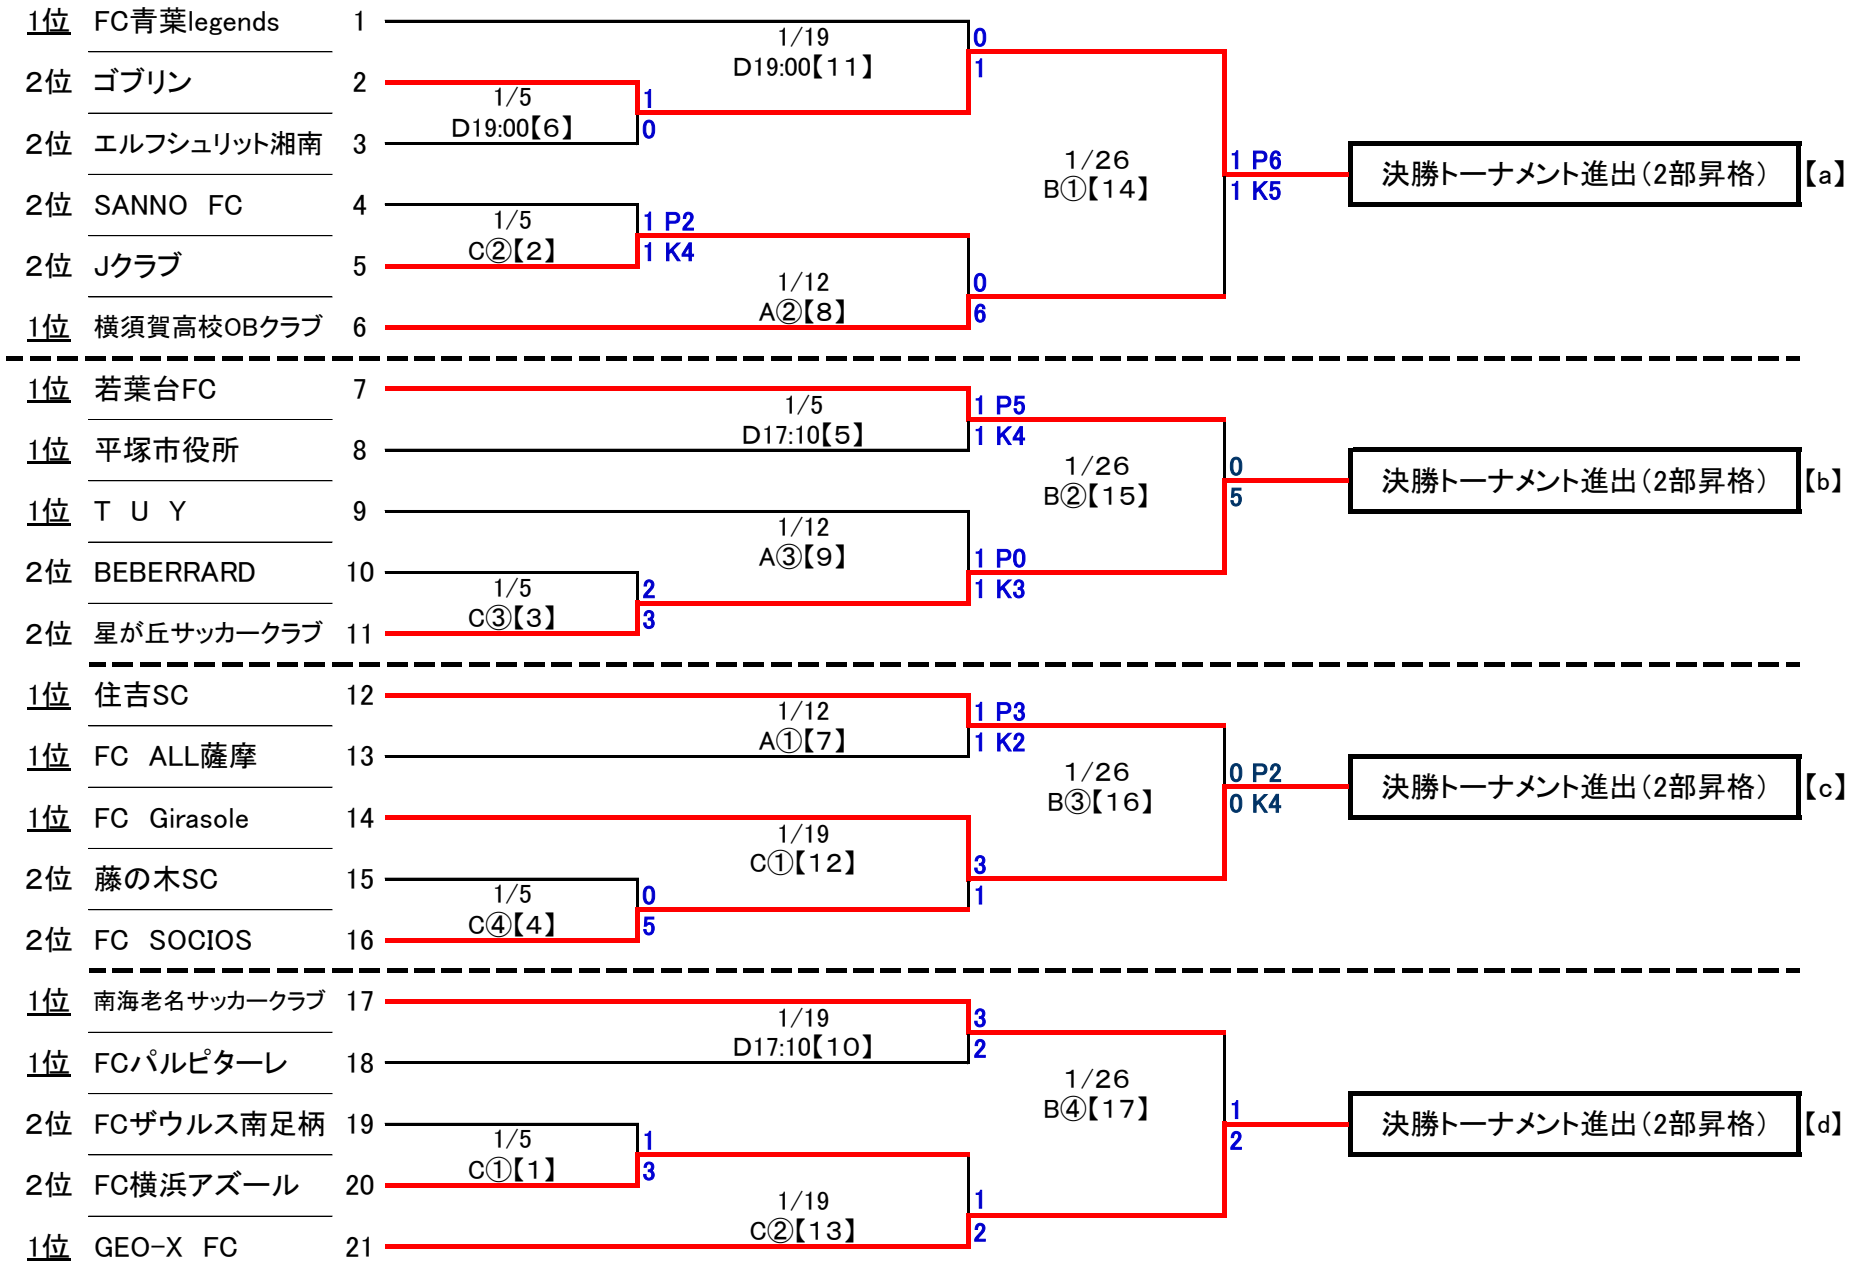 1位 FC青葉legends 1
1/19
D19:00【11】
0
1
2位 ゴブリン 2
1/5
D19:00【6】
1
0
2位 エルフシュリット湘南 3
1/26
B①【14】
1 P6
1 K5
決勝トーナメント進出(2部昇格) 【a】
2位 SANNO FC 4
1/5
C②【2】
1 P2
1 K4
2位 Jクラブ 5
1/12
A②【8】
0
6
1位 横須賀高校OBクラブ 6
1位 若葉台FC 7
1/5
D17:10【5】
1 P5
1 K4
1位 平塚市役所 8
1/26
B②【15】
0
5
決勝トーナメント進出(2部昇格) 【b】
1位 T U Y 9
1/12
A③【9】
1 P0
1 K3
2位 BEBERRARD 10
1/5
C③【3】
2
3
2位 星が丘サッカークラブ 11
1位 住吉SC 12
1/12
A①【7】
1 P3
1 K2
1位 FC ALL薩摩 13
1/26
B③【16】
0 P2
0 K4
決勝トーナメント進出(2部昇格) 【c】
1位 FC Girasole 14
1/19
C①【12】
3
1
2位 藤の木SC 15
1/5
C④【4】
0
5
2位 FC SOCIOS 16
1位 南海老名サッカークラブ 17
1/19
D17:10【10】
3
2
1位 FCパルピターレ 18
1/26
B④【17】
1
2
決勝トーナメント進出(2部昇格) 【d】
2位 FCザウルス南足柄 19
1/5
C①【1】
1
3
2位 FC横浜アズール 20
1/19
C②【13】
1
2
1位 GEO-X FC 21